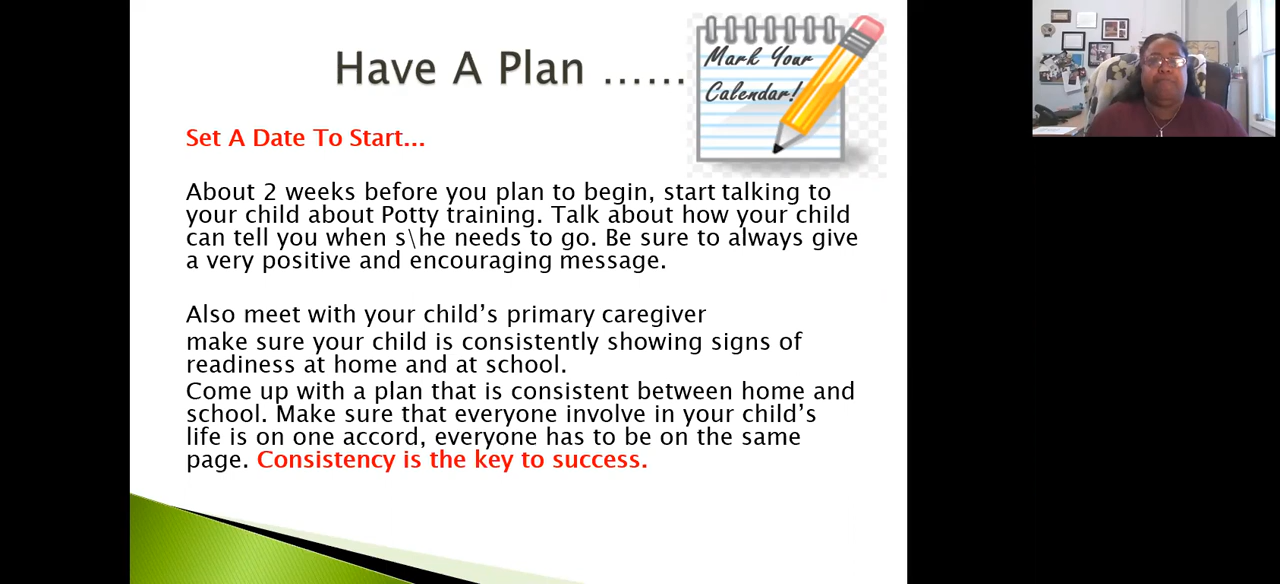 Have A Plan ......
Mark Your
Calendar!
Set A Date To Start...
About 2 weeks before you plan to begin, start talking to
your child about Potty training. Talk about how your child
can tell you when s\he needs to go. Be sure to always give
a very positive and encouraging message.
Also meet with your child’s primary caregiver
make sure your child is consistently showing signs of
readiness at home and at school.
Come up with a plan that is consistent between home and
school. Make sure that everyone involve in your child’s
life is on one accord, everyone has to be on the same
page. Consistency is the key to success.